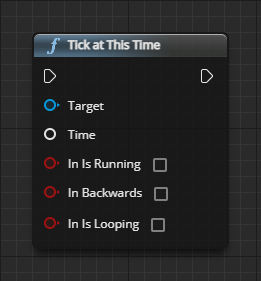 Tick at This Time
Target
Time
In Is Running
In Backwards
In Is Looping